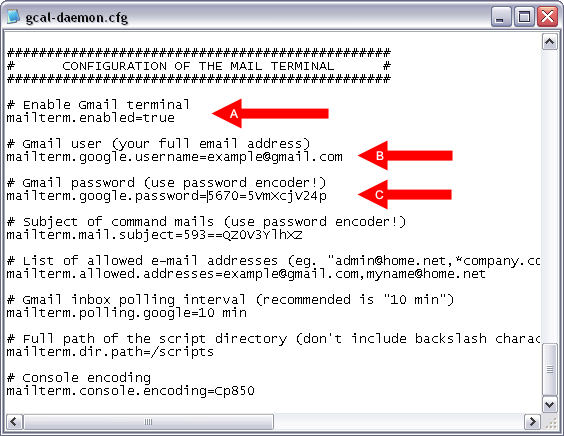 gcal-daemon.cfg
################################################
#      CONFIGURATION OF THE MAIL TERMINAL      #
################################################
# Enable Gmail terminal
mailterm.enabled=true
A
# Gmail user (your full email address)
mailterm.google.username=example@gmail.com
B
# Gmail password (use password encoder!)
mailterm.google.password=5670=5VmXcjV24p
C
# Subject of command mails (use password encoder!)
mailterm.mail.subject=593==QZ0V3YlhXZ
# List of allowed e-mail addresses (eg. "admin@home.net,*company.co
mailterm.allowed.addresses=example@gmail.com,myname@home.net
# Gmail inbox polling interval (recommended is "10 min")
mailterm.polling.google=10 min
# Full path of the script directory (don't include backslash charac
mailterm.dir.path=/scripts
# Console encoding
mailterm.console.encoding=Cp850